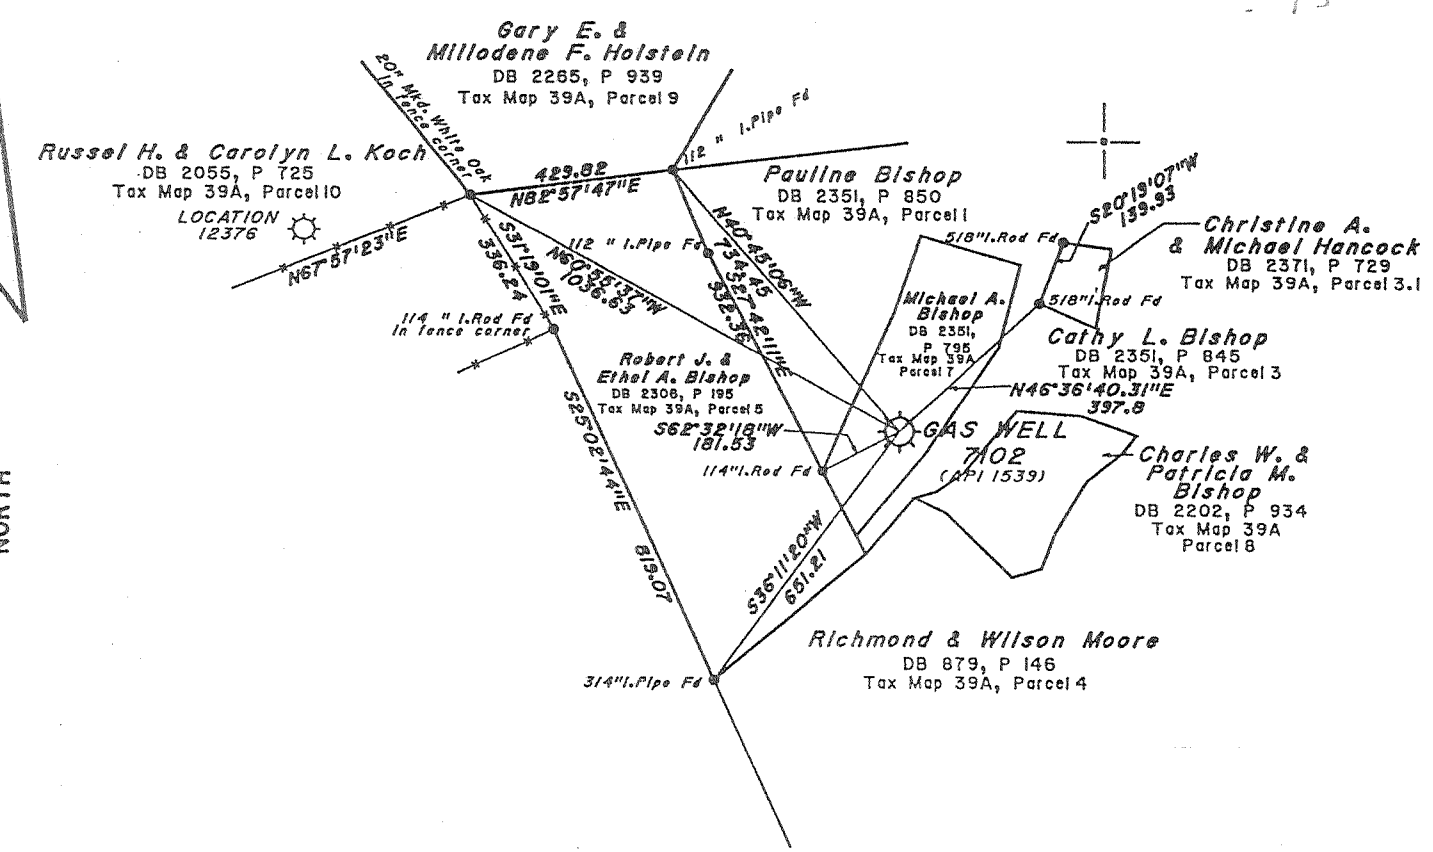 Gary E. &
Millodene F. Holstein
DB 2265, P 939
Tax Map 39A, Parcel 9
20" Mkd. White Oak
in fence corner
1/2 " I.Pipe Fd
Russel H. & Carolyn L. Koch
DB 2055, P 725
Tax Map 39A, Parcel 10
LOCATION
12376
N67°57'23"E
429.82
N82°57'47"E
Pauline Bishop
DB 2351, P 850
Tax Map 39A, Parcel 1
S20°19'07"W
139.93
Christine A.
& Michael Hancock
DB 2371, P 729
Tax Map 39A, Parcel 3.1
S31°19'01"E
336.24
1/2 " I.Pipe Fd
N60°55'37"W
1036.63
N40°45'06"W
734.45
S27°42'11"E
932.36
5/8"I.Rod Fd
5/8"I.Rod Fd
Michael A.
Bishop
DB 2351,
P 795
Tax Map 39A
Parcel 7
Cathy L. Bishop
DB 2351, P 845
Tax Map 39A, Parcel 3
N46°36'40.31"E
397.8
1/4 " I.Rod Fd
in fence corner
Robert J. &
Ethel A. Bishop
DB 2308, P 195
Tax Map 39A, Parcel 5
S62°32'18"W
181.53
GAS WELL
7102
(API 1539)
1/4"I.Rod Fd
Charles W. &
Patricia M.
Bishop
DB 2202, P 934
Tax Map 39A
Parcel 8
S25°02'44"E
819.07
S36°11'20"W
651.21
NORTH
Richmond & Wilson Moore
DB 879, P 146
Tax Map 39A, Parcel 4
3/4"I.Pipe Fd